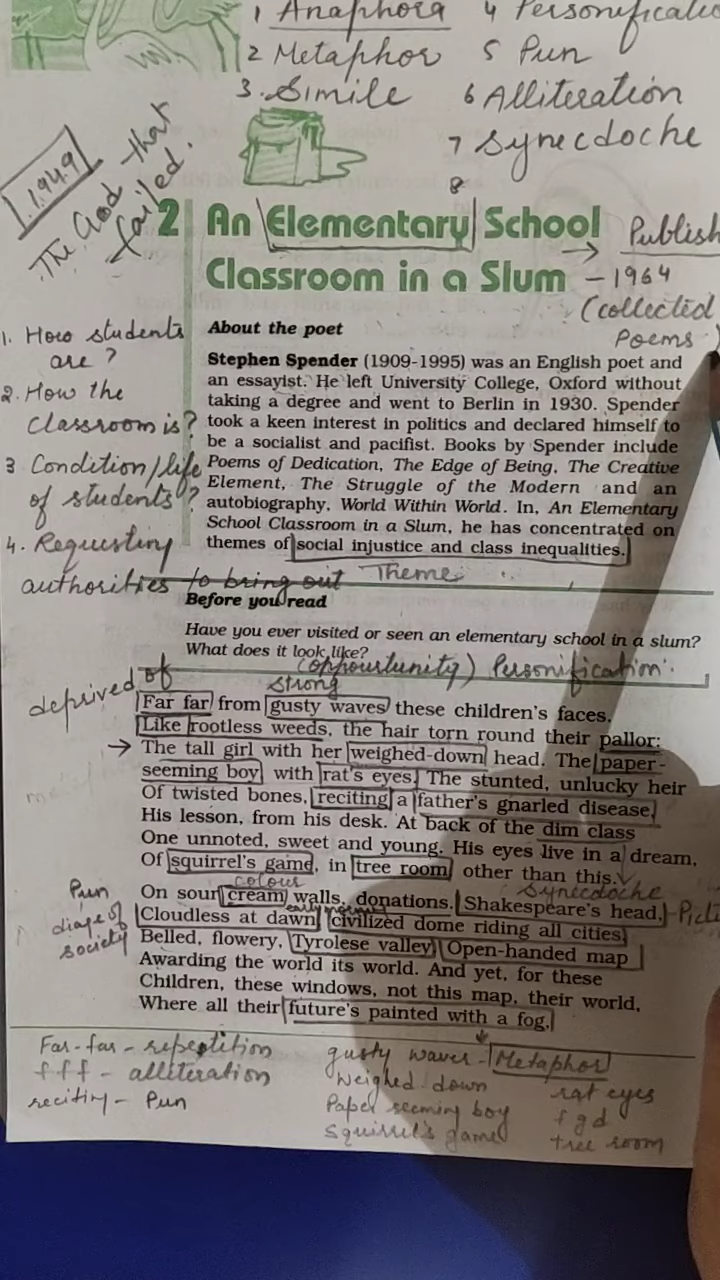 1 Anaphora 4 Personificatio
2 Metaphor 5 Pun
3. Simile 6 Alliteration
7 Synecdoche
8
1949
The God that
failed.
2 An Elementary School
Classroom in a Slum
Publish
→ - 1964
(collected
Poems)
1. How students
are ?
2. How the
Classroom is?
3 Condition/life
of students ?
4. Requesting
authorities to bring out
About the poet
Stephen Spender (1909-1995) was an English poet and
an essayist. He left University College, Oxford without
taking a degree and went to Berlin in 1930. Spender
took a keen interest in politics and declared himself to
be a socialist and pacifist. Books by Spender include
Poems of Dedication, The Edge of Being, The Creative
Element, The Struggle of the Modern and an
autobiography, World Within World. In, An Elementary
School Classroom in a Slum, he has concentrated on
themes of social injustice and class inequalities.
Theme
Before you read
Have you ever visited or seen an elementary school in a slum?
What does it look like?
deprived of (oppourtunity) Personification
strong
Far far from gusty waves these children's faces.
Like rootless weeds, the hair torn round their pallor:
→ The tall girl with her weighed-down head. The paper-
seeming boy, with rat's eyes. The stunted, unlucky heir
Of twisted bones, reciting a father's gnarled disease,
His lesson, from his desk. At back of the dim class
One unnoted, sweet and young. His eyes live in a dream,
Of squirrel's game, in tree room, other than this.
colour
Synecdoche
Pun
On sour cream walls, donations. Shakespeare's head,
early morning
society
Cloudless at dawn, civilized dome riding all cities.
Belled, flowery, Tyrolese valley. Open-handed map
Awarding the world its world. And yet, for these
Children, these windows, not this map, their world,
Where all their future's painted with a fog,
Far-far - repetition
f f f - alliteration
reciting - Pun
gusty waves - Metaphor
Weighed down
Paper seeming boy
Squirrel's game
rat eyes
f g d
tree room